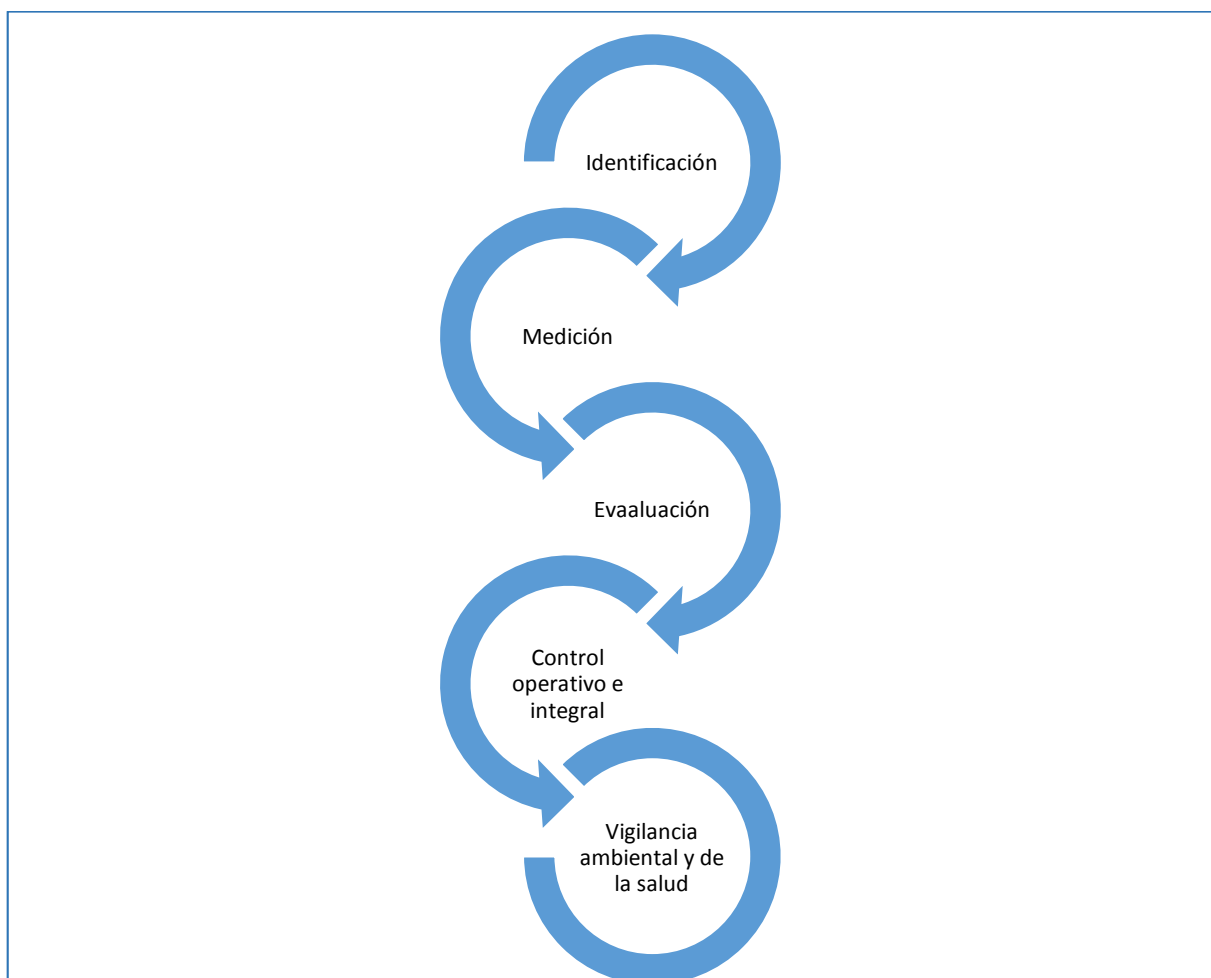 Identificación
Medición
Evaaluación
Control
operativo e
integral
Vigilancia
ambiental y de
la salud